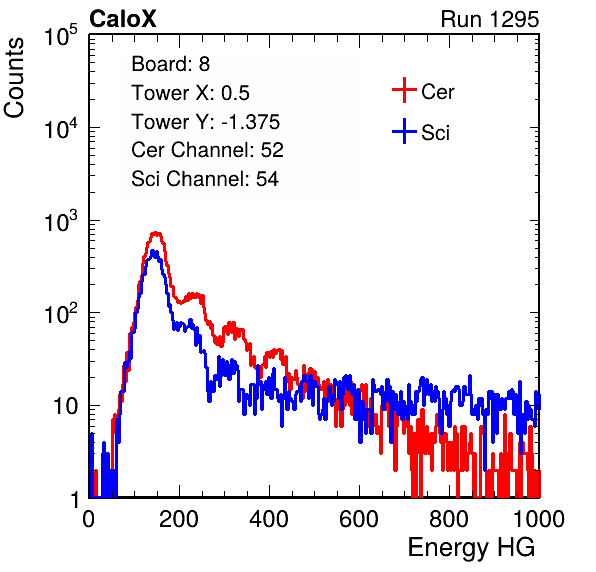 CaloX Run 1295
Counts
Board: 8
Tower X: 0.5
Tower Y: -1.375
Cer Channel: 52
Sci Channel: 54
Cer
Sci
10^5
10^4
10^3
10^2
10
1
0 200 400 600 800 1000
Energy HG